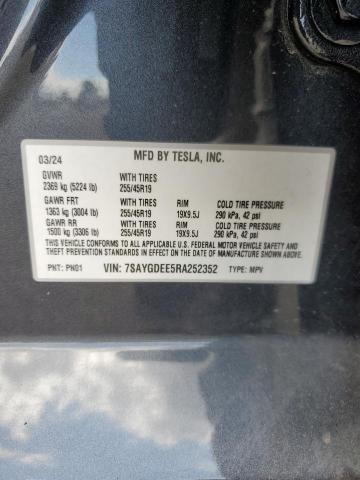 03/24 MFD BY TESLA, INC.
GVWR WITH TIRES
2369 kg (5224 lb) 255/45R19
GAWR FRT WITH TIRES RIM COLD TIRE PRESSURE
1363 kg (3004 lb) 255/45R19 19X9.5J 290 kPa, 42 psi
GAWR RR WITH TIRES RIM COLD TIRE PRESSURE
1500 kg (3306 lb) 255/45R19 19X9.5J 290 kPa, 42 psi
THIS VEHICLE CONFORMS TO ALL APPLICABLE U.S. FEDERAL MOTOR VEHICLE SAFETY
AND THEFT PREVENTION STANDARDS IN EFFECT ON THE DATE OF MANUFACTURE SHOWN ABOVE.
PNT: PN01 VIN: 7SAYGDEE5RA252352 TYPE: MPV